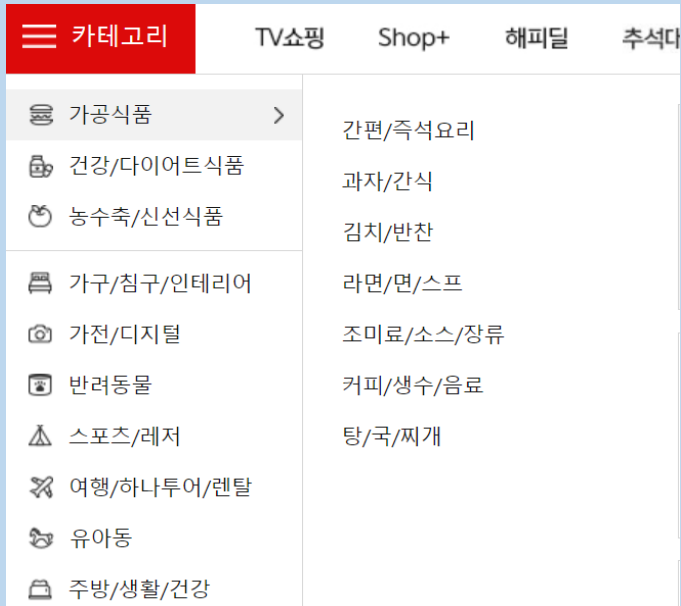 카테고리
TV쇼핑
Shop+
해피딜
가공식품
건강/다이어트식품
농수축/신선식품
가구/침구/인테리어
가전/디지털
반려동물
스포츠/레저
여행/하나투어/렌탈
유아동
주방/생활/건강
간편/즉석요리
과자/간식
김치/반찬
라면/면/스프
조미료/소스/장류
커피/생수/음료
탕/국/찌개